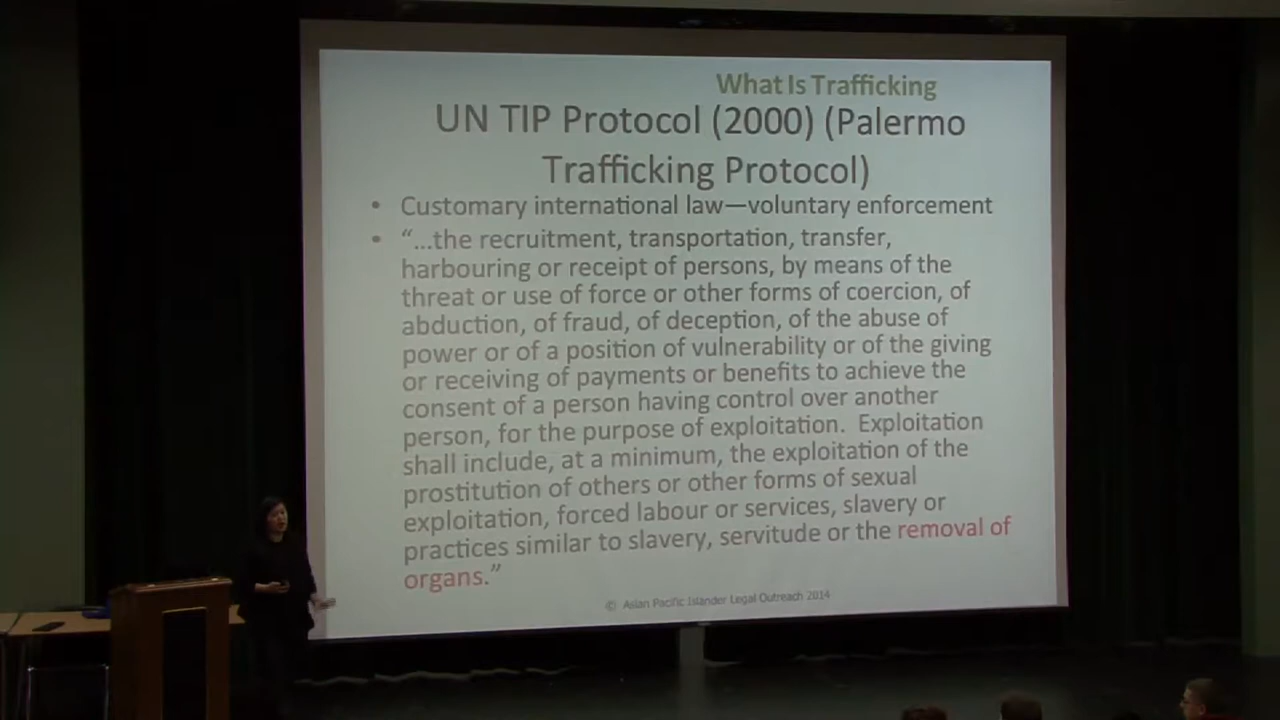 What Is Trafficking
UN TIP Protocol (2000) (Palermo
Trafficking Protocol)
• Customary international law—voluntary enforcement
• “...the recruitment, transportation, transfer,
harbouring or receipt of persons, by means of the
threat or use of force or other forms of coercion, of
abduction, of fraud, of deception, of the abuse of
power or of a position of vulnerability or of the giving
or receiving of payments or benefits to achieve the
consent of a person having control over another
person, for the purpose of exploitation. Exploitation
shall include, at a minimum, the exploitation of the
prostitution of others or other forms of sexual
exploitation, forced labour or services, slavery or
practices similar to slavery, servitude or the removal of
organs.”
© Asian Pacific Islander Legal Outreach 2014